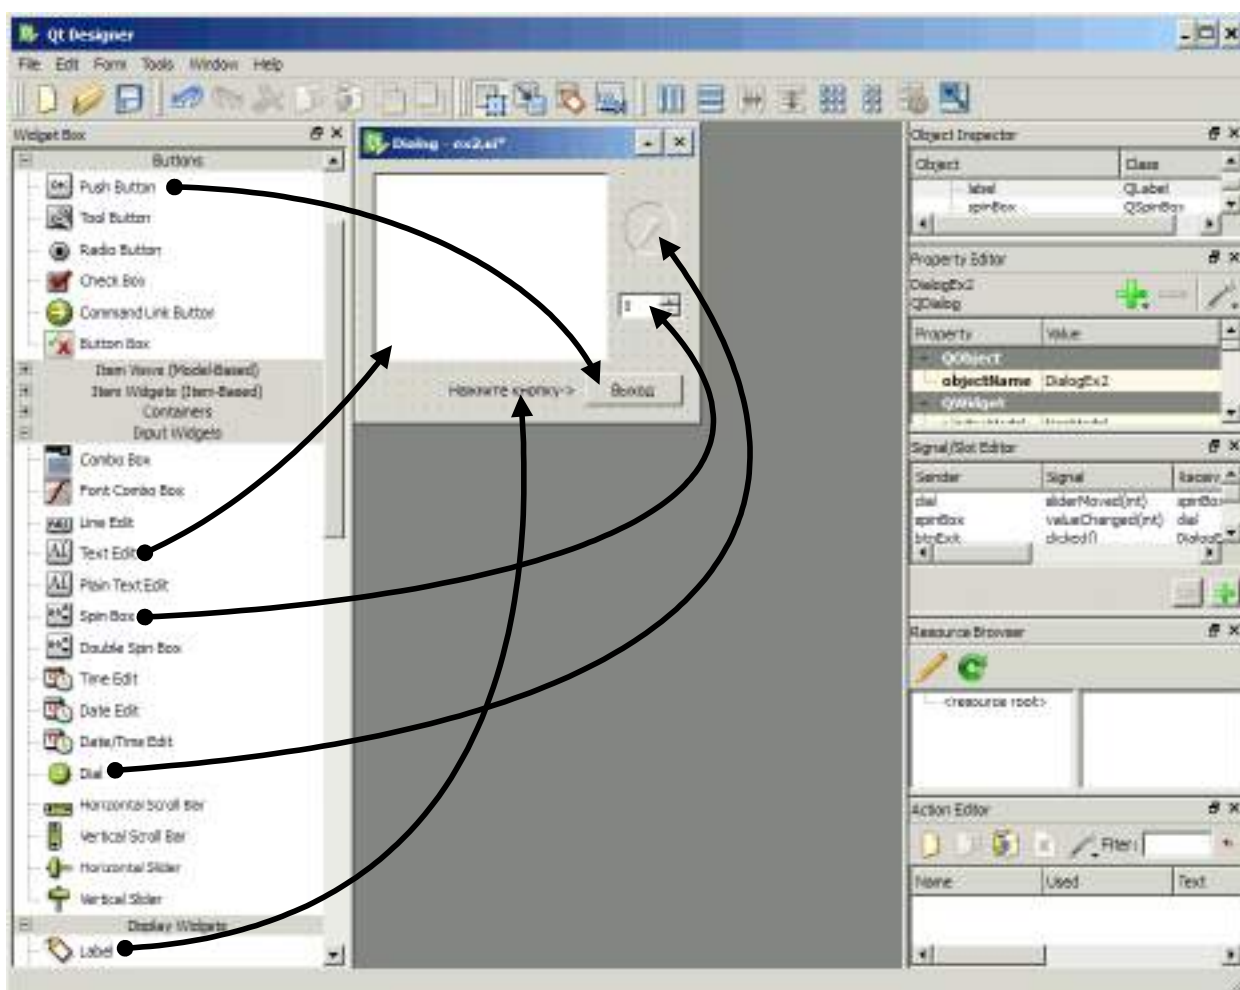 Qt Designer
File Edit Form Tools Window Help
Widget Box
Buttons
Push Button
Tool Button
Radio Button
Check Box
Command Link Button
Button Box
Item Views (Model-Based)
Item Widgets (Item-Based)
Containers
Input Widgets
Combo Box
Font Combo Box
Line Edit
Text Edit
Plain Text Edit
Spin Box
Double Spin Box
Time Edit
Date Edit
Date/Time Edit
Dial
Horizontal Scroll Bar
Vertical Scroll Bar
Horizontal Slider
Vertical Slider
Display Widgets
Label
Dialog - ex2.ui*
Нажмите кнопку->
Выход
Object Inspector
Object Class
label QLabel
spinBox QSpinBox
Property Editor
DialogEx2
QDialog
Property Value
QObject
objectName DialogEx2
QWidget
Signal/Slot Editor
Sender Signal Receiv
dial sliderMoved(int) spinBo
spinBox valueChanged(int) dial
btnExit clicked() DialogE
Resource Browser
<resource root>
Action Editor
Filter:
Name Used Text